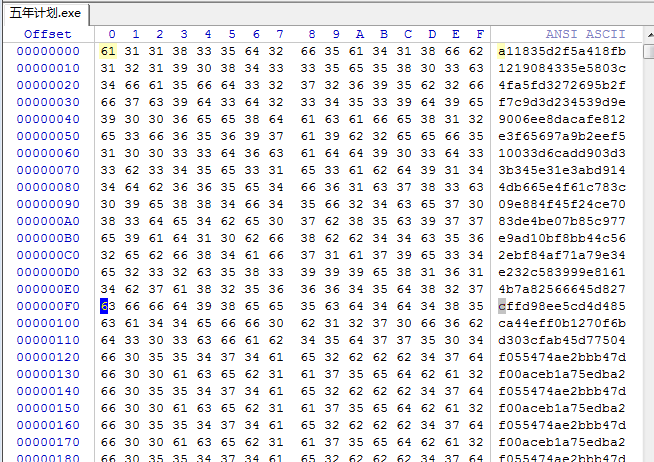 五年计划.exe
Offset 0 1 2 3 4 5 6 7 8 9 A B C D E F ANSI ASCII
00000000 61 31 31 38 33 35 64 32 66 35 61 34 31 38 66 62 a11835d2f5a418fb
00000010 31 32 31 39 30 38 34 33 33 35 65 35 38 30 33 63 1219084335e5803c
00000020 34 66 61 35 66 64 33 32 37 32 36 39 35 62 32 66 4fa5fd3272695b2f
00000030 66 37 63 39 64 33 64 32 33 34 35 33 39 64 39 65 f7c9d3d234539d9e
00000040 39 30 30 36 65 65 38 64 61 63 61 66 65 38 31 32 9006ee8dacafe812
00000050 65 33 66 36 35 36 39 37 61 39 62 32 65 65 66 35 e3f65697a9b2eef5
00000060 31 30 30 33 33 64 36 63 61 64 64 39 30 33 64 33 10033d6cadd903d3
00000070 33 62 33 34 35 65 33 31 65 33 61 62 64 39 31 34 3b345e31e3abd914
00000080 34 64 62 36 36 35 65 34 66 36 31 63 37 38 33 63 4db665e4f61c783c
00000090 30 39 65 38 38 34 66 34 35 66 32 34 63 65 37 30 09e884f45f24ce70
000000A0 38 33 64 65 34 62 65 30 37 62 38 35 63 39 37 37 83de4be07b85c977
000000B0 65 39 61 64 31 30 62 66 38 62 62 34 34 63 35 36 e9ad10bf8bb44c56
000000C0 32 65 62 66 38 34 61 66 37 31 61 37 39 65 33 34 2ebf84af71a79e34
000000D0 65 32 33 32 63 35 38 33 39 39 39 65 38 31 36 31 e232c583999e8161
000000E0 34 62 37 61 38 32 35 36 36 36 34 35 64 38 32 37 4b7a82566645d827
000000F0 63 66 66 64 39 38 65 65 35 63 64 34 64 34 38 35 cffd98ee5cd4d485
00000100 63 61 34 34 65 66 66 30 62 31 32 37 30 66 36 62 ca44eff0b1270f6b
00000110 64 33 30 33 63 66 61 62 34 35 64 37 37 35 30 34 d303cfab45d77504
00000120 66 30 35 35 34 37 34 61 65 32 62 62 62 34 37 64 f055474ae2bbb47d
00000130 66 30 30 61 63 65 62 31 61 37 35 65 64 62 61 32 f00aceb1a75edba2
00000140 66 30 35 35 34 37 34 61 65 32 62 62 62 34 37 64 f055474ae2bbb47d
00000150 66 30 30 61 63 65 62 31 61 37 35 65 64 62 61 32 f00aceb1a75edba2
00000160 66 30 35 35 34 37 34 61 65 32 62 62 62 34 37 64 f055474ae2bbb47d
00000170 66 30 30 61 63 65 62 31 61 37 35 65 64 62 61 32 f00aceb1a75edba2
00000180 66 30 35 35 34 37 34 61 65 32 62 62 62 34 37 64 f055474ae2bbb47d